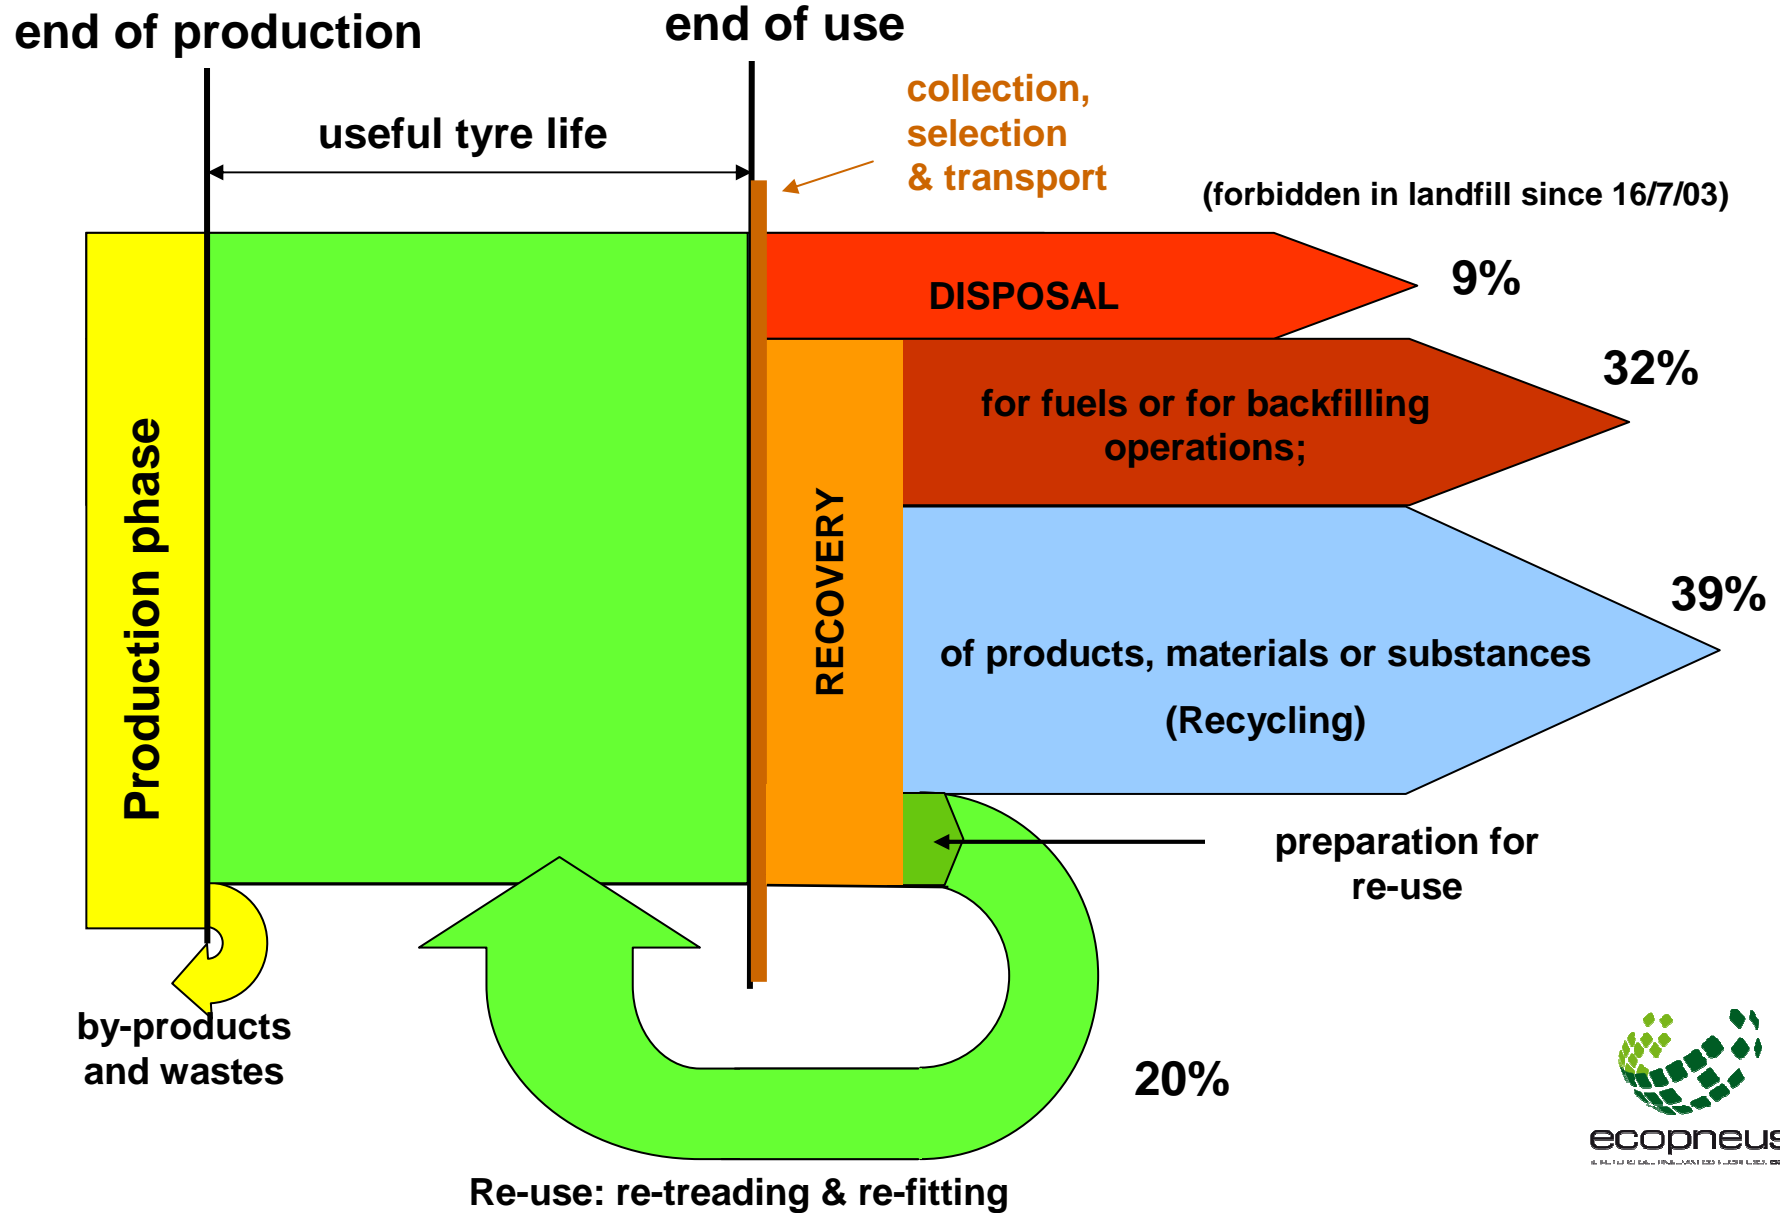 end of production
end of use
useful tyre life
collection,
selection
& transport
(forbidden in landfill since 16/7/03)
DISPOSAL
9%
32%
for fuels or for backfilling
operations;
Production phase
RECOVERY
39%
of products, materials or substances
(Recycling)
preparation for
re-use
by-products
and wastes
20%
Re-use: re-treading & re-fitting
ecopneus